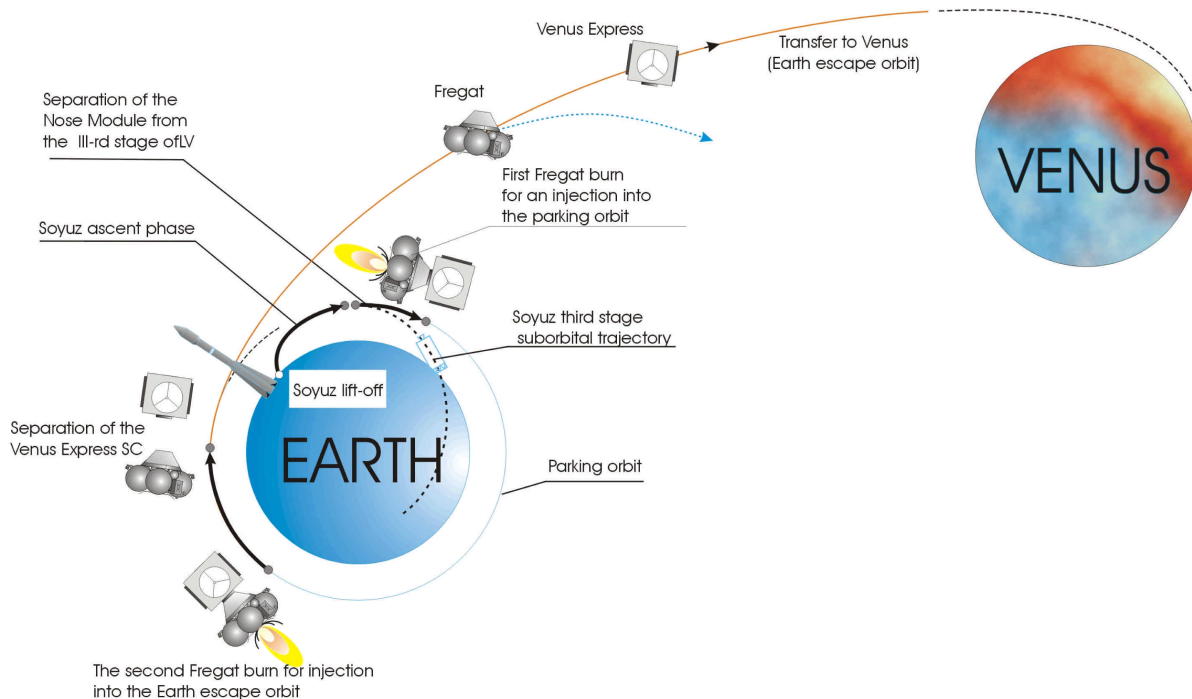 Venus Express
Transfer to Venus
(Earth escape orbit)
Fregat
Separation of the
Nose Module from
the III-rd stage ofLV
VENUS
First Fregat burn
for an injection into
the parking orbit
Soyuz ascent phase
Soyuz third stage
suborbital trajectory
Soyuz lift-off
Separation of the
Venus Express SC
EARTH
Parking orbit
The second Fregat burn for injection
into the Earth escape orbit